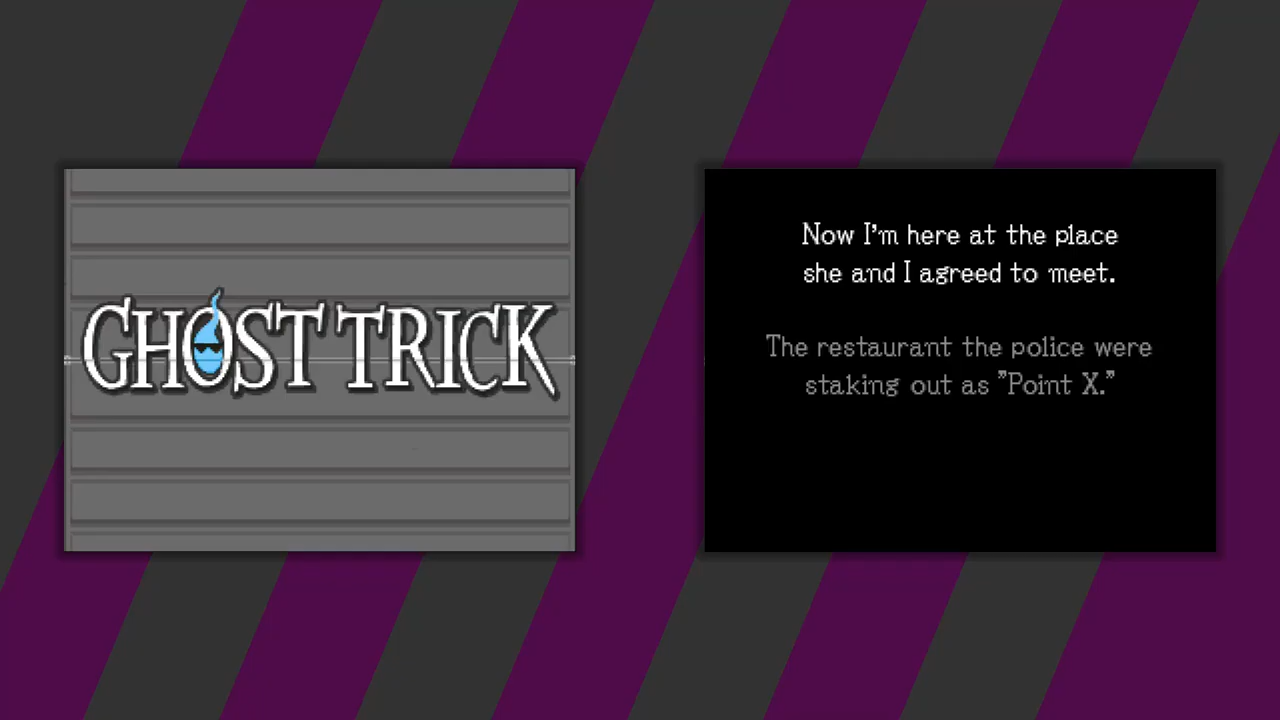 GHOST TRICK
Now I'm here at the place
she and I agreed to meet.
The restaurant the police were
staking out as "Point X."